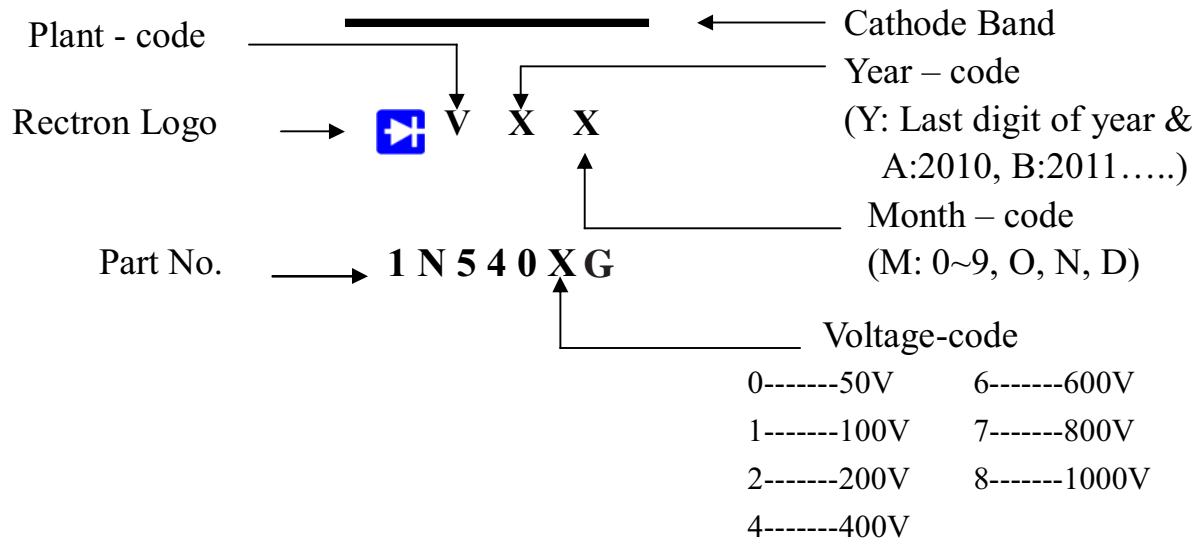 Plant - code
Cathode Band
Year – code
Rectron Logo
V X X
(Y: Last digit of year &
A:2010, B:2011…..)
Month – code
(M: 0~9, O, N, D)
Part No.
1 N 5 4 0 X G
Voltage-code
0-------50V 6-------600V
1-------100V 7-------800V
2-------200V 8-------1000V
4-------400V